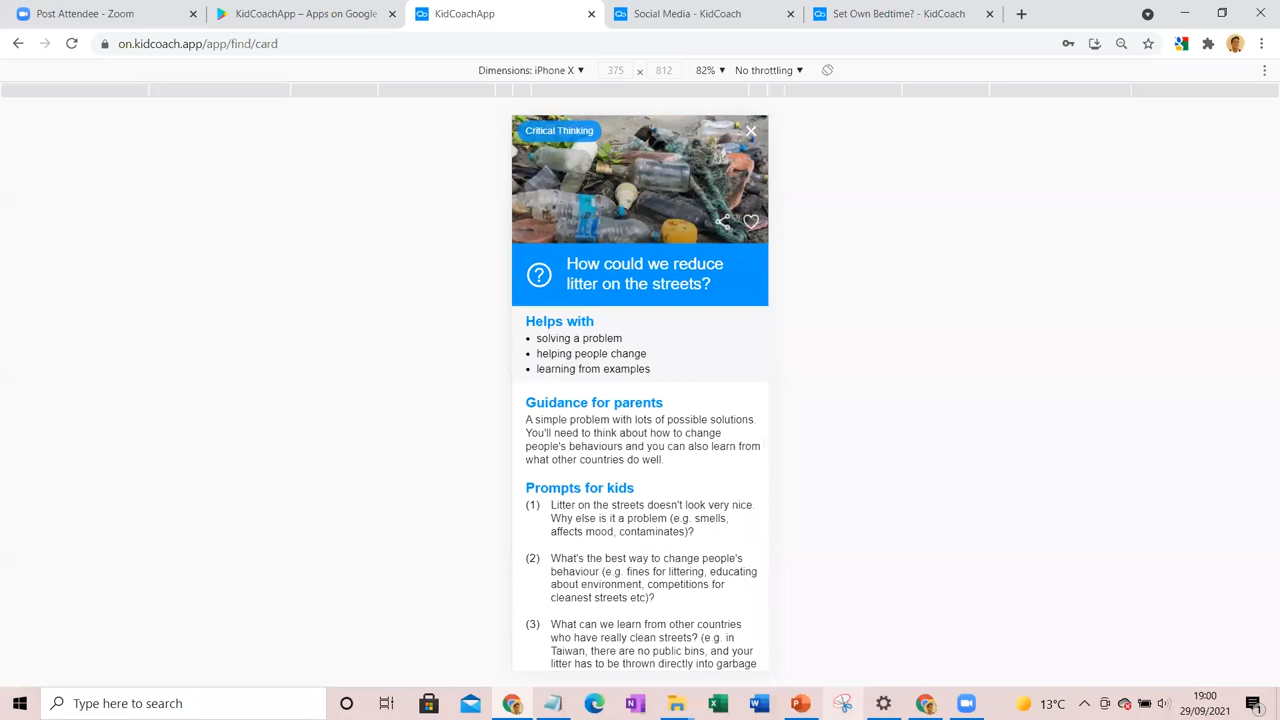 Post Attendee - Zoom
KidCoachApp – Apps on Google
KidCoachApp
Social Media - KidCoach
Set Own Bedtime? - KidCoach
on.kidcoach.app/app/find/card
Dimensions: iPhone X ▼ 375 x 812 82% ▼ No throttling ▼
Critical Thinking
How could we reduce
litter on the streets?
Helps with
• solving a problem
• helping people change
• learning from examples
Guidance for parents
A simple problem with lots of possible solutions.
You'll need to think about how to change
people's behaviours and you can also learn from
what other countries do well.
Prompts for kids
(1) Litter on the streets doesn't look very nice.
Why else is it a problem (e.g. smells,
affects mood, contaminates)?
(2) What's the best way to change people's
behaviour (e.g. fines for littering, educating
about environment, competitions for
cleanest streets etc)?
(3) What can we learn from other countries
who have really clean streets? (e.g. in
Taiwan, there are no public bins, and your
litter has to be thrown directly into garbage
Type here to search
13°C
19:00
29/09/2021